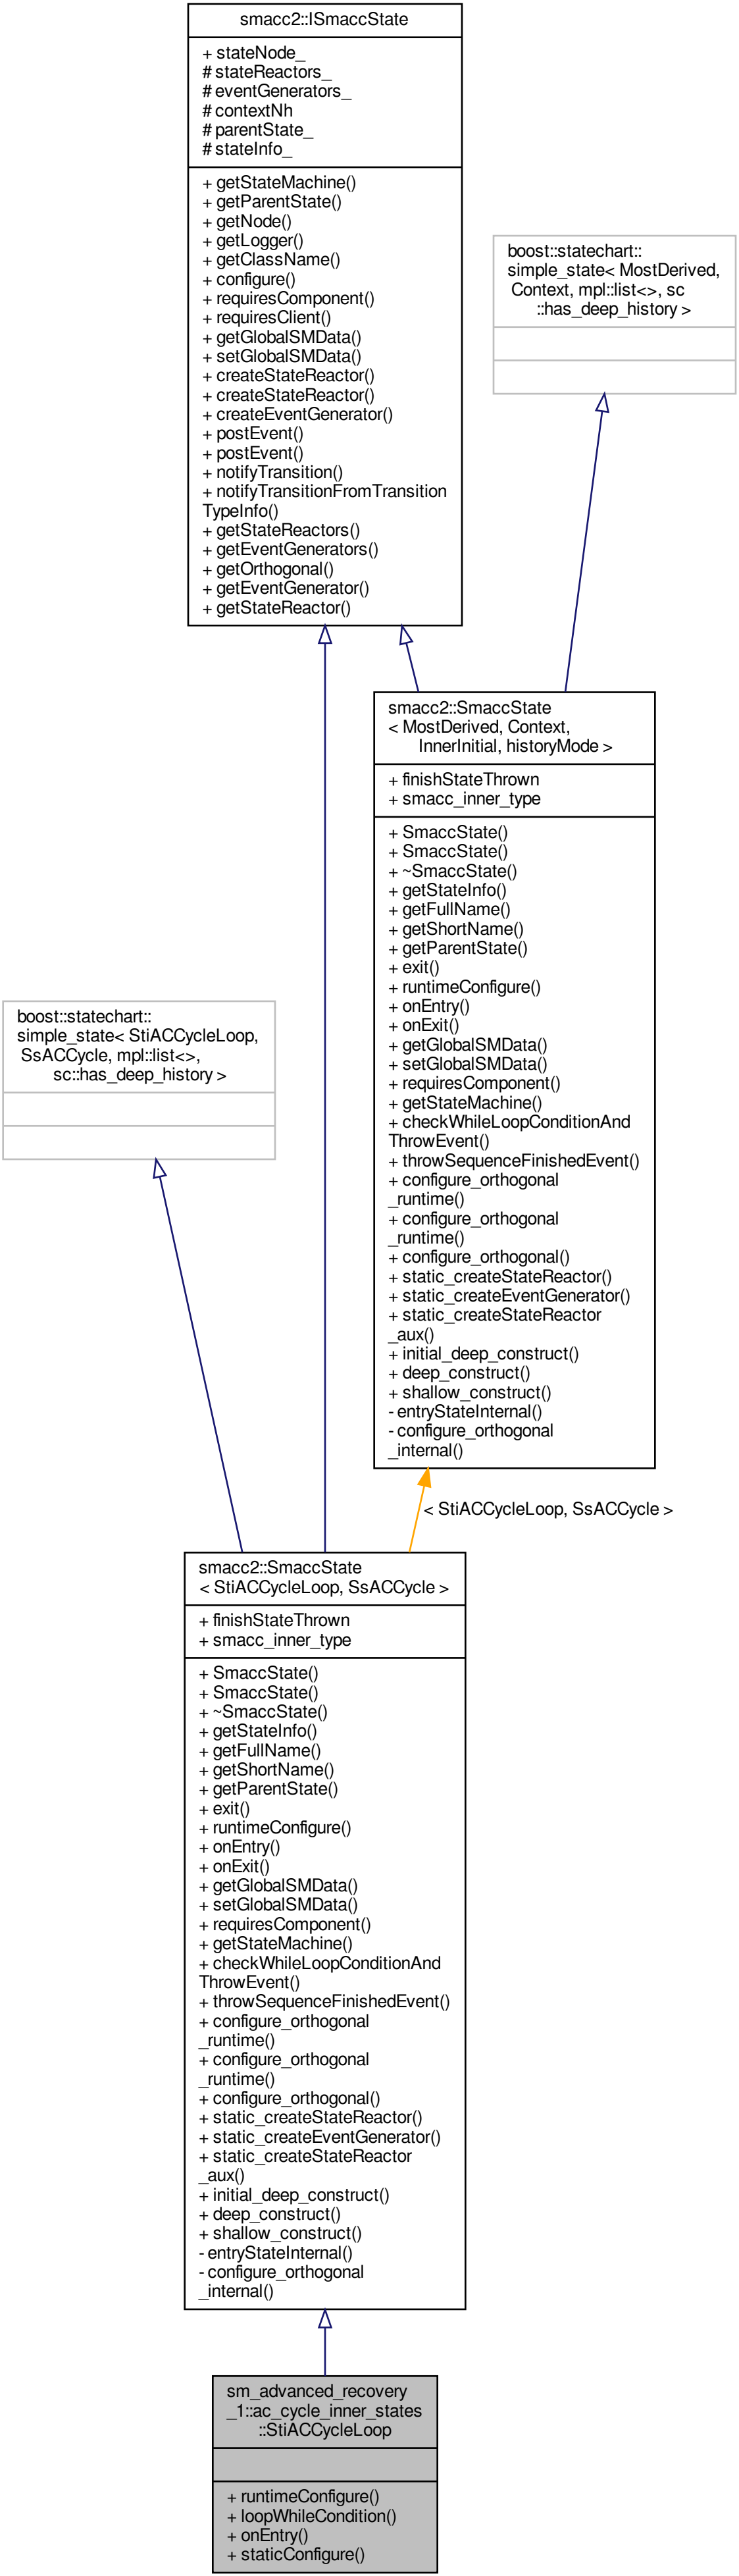 smacc2::ISmaccState
+ stateNode_
# stateReactors_
# eventGenerators_
# contextNh
# parentState_
# stateInfo_
+ getStateMachine()
+ getParentState()
+ getNode()
+ getLogger()
+ getClassName()
+ configure()
+ requiresComponent()
+ requiresClient()
+ getGlobalSMData()
+ setGlobalSMData()
+ createStateReactor()
+ createStateReactor()
+ createEventGenerator()
+ postEvent()
+ postEvent()
+ notifyTransition()
+ notifyTransitionFromTransition
TypeInfo()
+ getStateReactors()
+ getEventGenerators()
+ getOrthogonal()
+ getEventGenerator()
+ getStateReactor()
boost::statechart::
simple_state< MostDerived,
Context, mpl::list<>, sc
::has_deep_history >
smacc2::SmaccState
< MostDerived, Context,
InnerInitial, historyMode >
+ finishStateThrown
+ smacc_inner_type
+ SmaccState()
+ SmaccState()
+ ~SmaccState()
+ getStateInfo()
+ getFullName()
+ getShortName()
+ getParentState()
+ exit()
+ runtimeConfigure()
+ onEntry()
+ onExit()
+ getGlobalSMData()
+ setGlobalSMData()
+ requiresComponent()
+ getStateMachine()
+ checkWhileLoopConditionAnd
ThrowEvent()
+ throwSequenceFinishedEvent()
+ configure_orthogonal
_runtime()
+ configure_orthogonal
_runtime()
+ configure_orthogonal()
+ static_createStateReactor()
+ static_createEventGenerator()
+ static_createStateReactor
_aux()
+ initial_deep_construct()
+ deep_construct()
+ shallow_construct()
- entryStateInternal()
- configure_orthogonal
_internal()
boost::statechart::
simple_state< StiACCycleLoop,
SsACCycle, mpl::list<>,
sc::has_deep_history >
< StiACCycleLoop, SsACCycle >
smacc2::SmaccState
< StiACCycleLoop, SsACCycle >
+ finishStateThrown
+ smacc_inner_type
+ SmaccState()
+ SmaccState()
+ ~SmaccState()
+ getStateInfo()
+ getFullName()
+ getShortName()
+ getParentState()
+ exit()
+ runtimeConfigure()
+ onEntry()
+ onExit()
+ getGlobalSMData()
+ setGlobalSMData()
+ requiresComponent()
+ getStateMachine()
+ checkWhileLoopConditionAnd
ThrowEvent()
+ throwSequenceFinishedEvent()
+ configure_orthogonal
_runtime()
+ configure_orthogonal
_runtime()
+ configure_orthogonal()
+ static_createStateReactor()
+ static_createEventGenerator()
+ static_createStateReactor
_aux()
+ initial_deep_construct()
+ deep_construct()
+ shallow_construct()
- entryStateInternal()
- configure_orthogonal
_internal()
sm_advanced_recovery
_1::ac_cycle_inner_states
::StiACCycleLoop
+ runtimeConfigure()
+ loopWhileCondition()
+ onEntry()
+ staticConfigure()